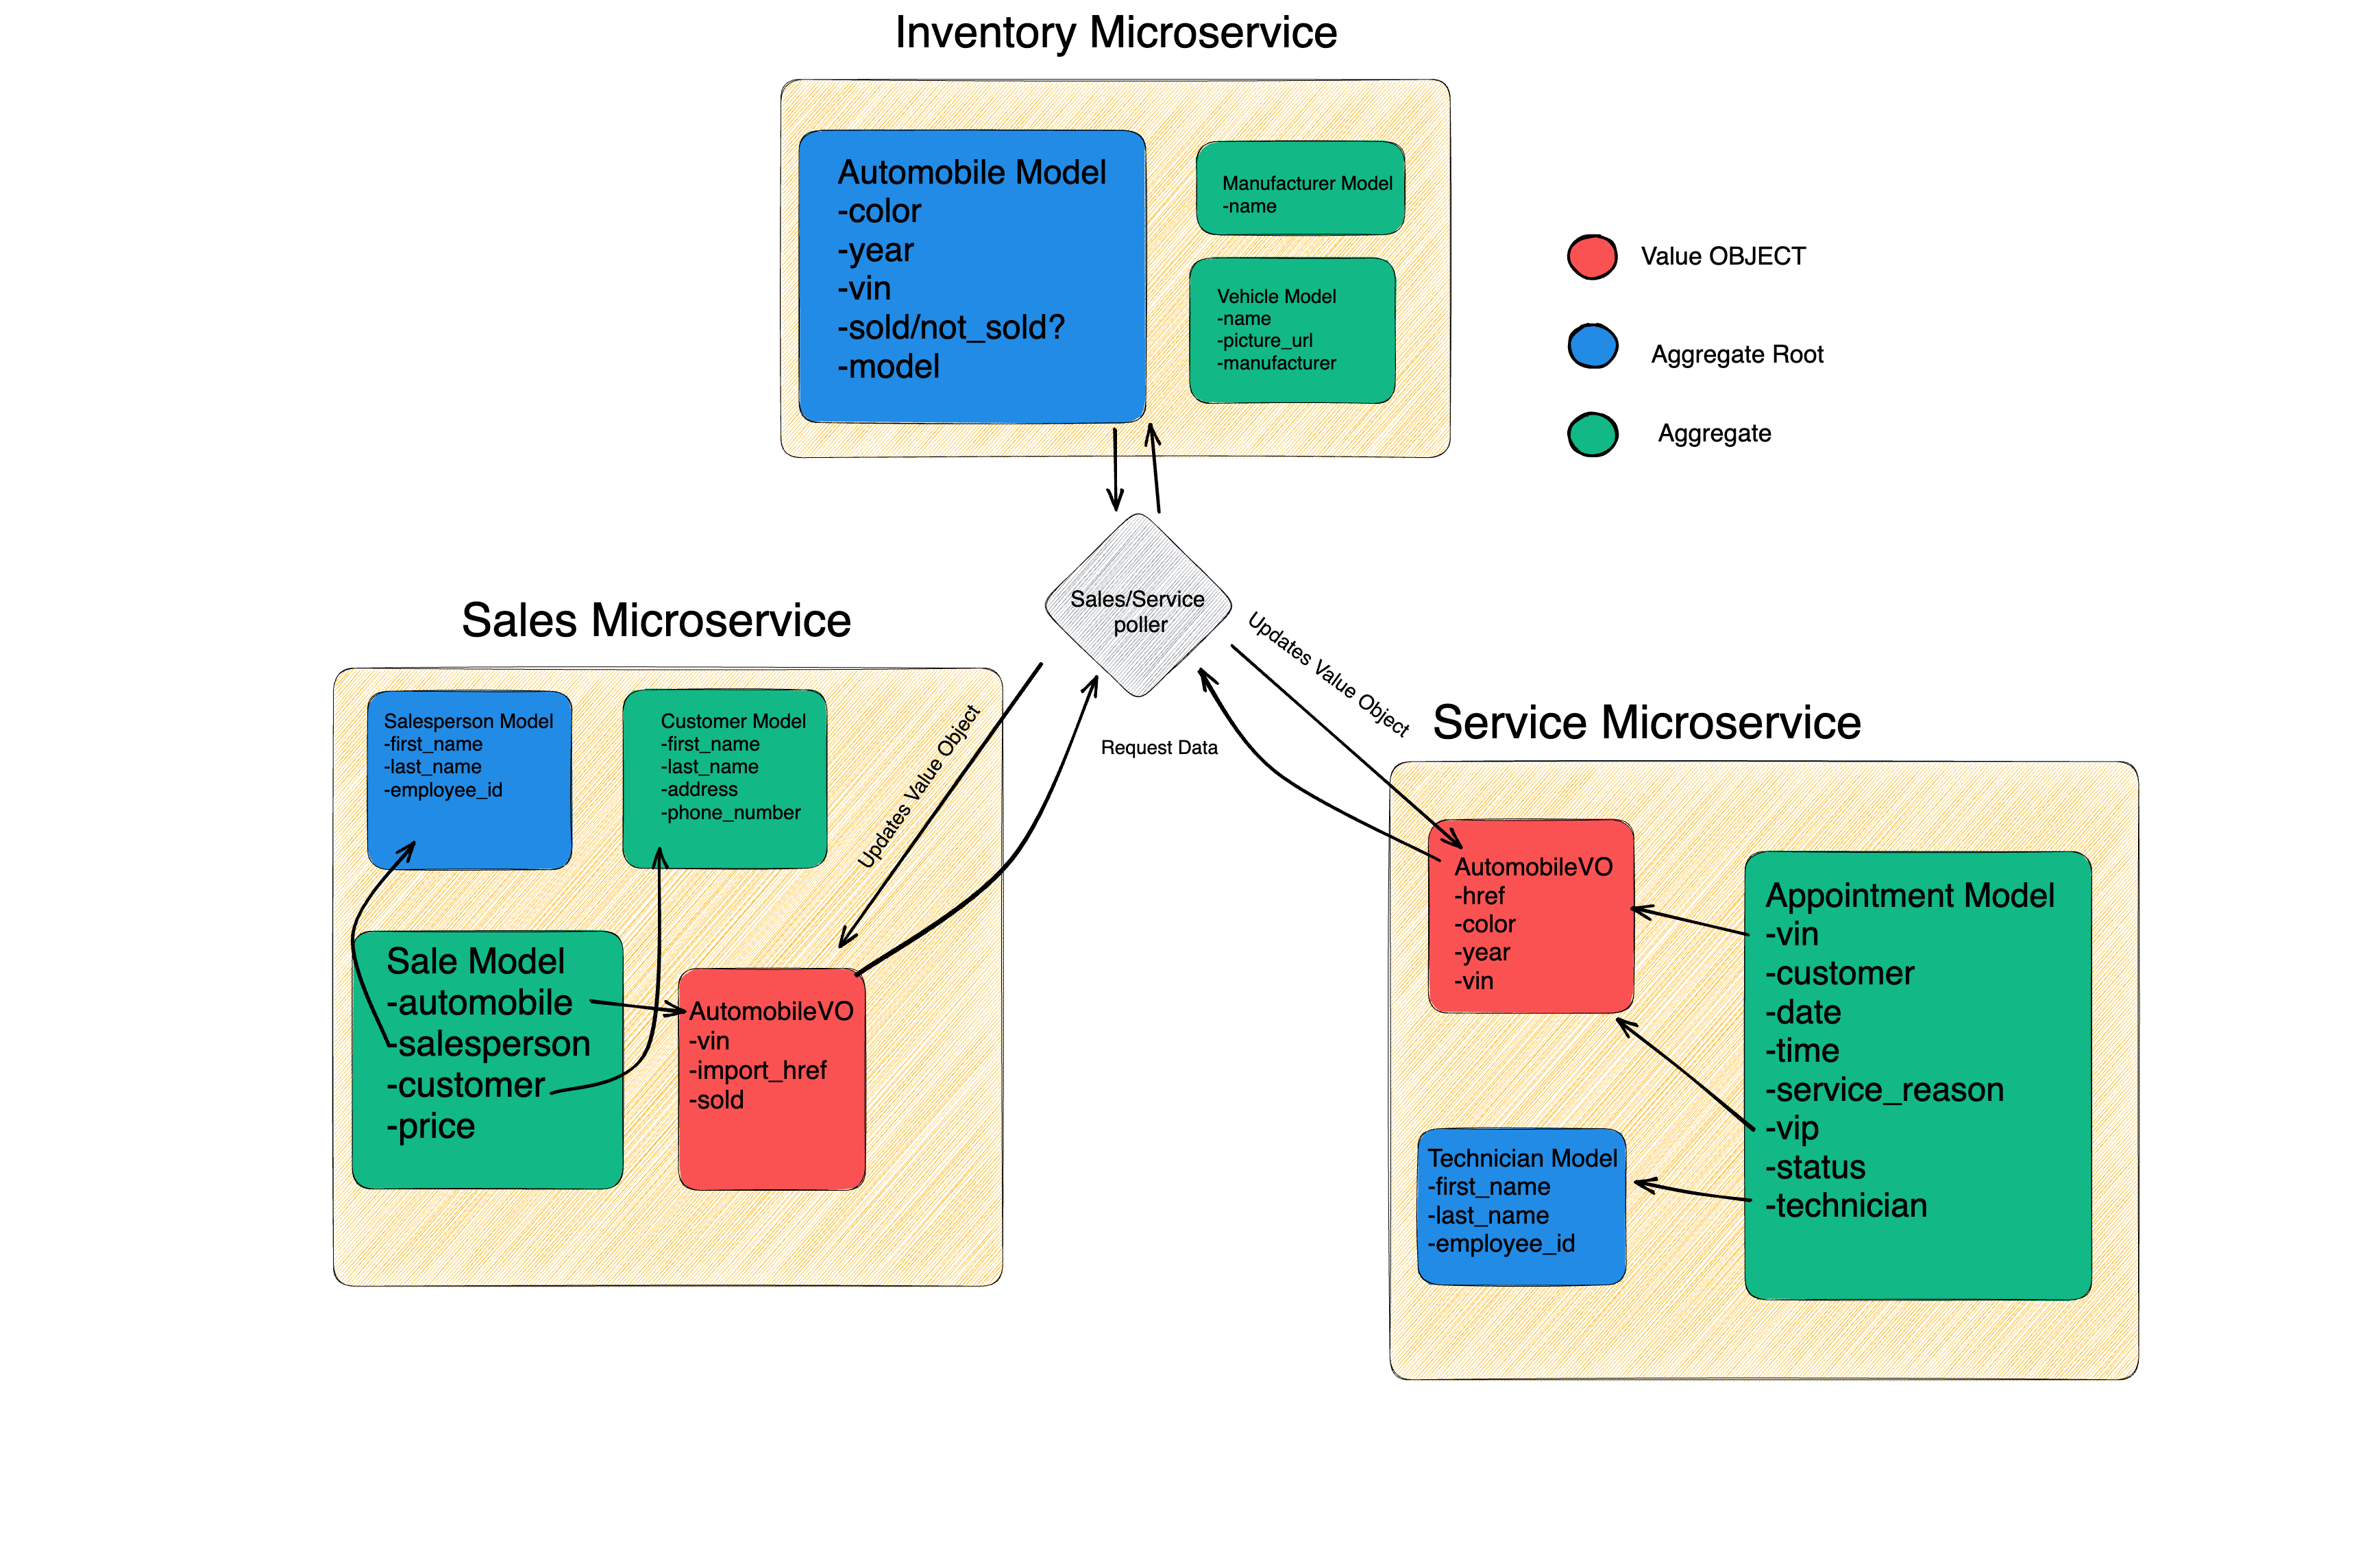 Inventory Microservice
Automobile Model
-color
-year
-vin
-sold/not_sold?
-model
Manufacturer Model
-name
Vehicle Model
-name
-picture_url
-manufacturer
Value OBJECT
Aggregate Root
Aggregate
Sales/Service
poller
Updates Value Object
Request Data
Updates Value Object
Sales Microservice
Salesperson Model
-first_name
-last_name
-employee_id
Customer Model
-first_name
-last_name
-address
-phone_number
Sale Model
-automobile
-salesperson
-customer
-price
AutomobileVO
-vin
-import_href
-sold
Service Microservice
AutomobileVO
-href
-color
-year
-vin
Technician Model
-first_name
-last_name
-employee_id
Appointment Model
-vin
-customer
-date
-time
-service_reason
-vip
-status
-technician